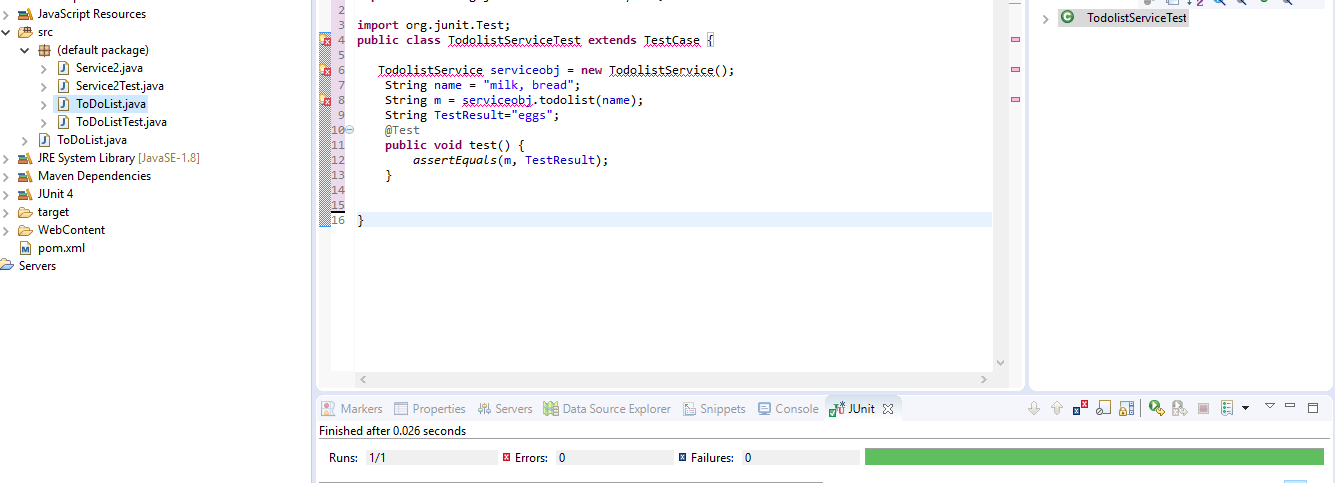 JavaScript Resources
src
(default package)
Service2.java
Service2Test.java
ToDoList.java
ToDoListTest.java
ToDoList.java
JRE System Library [JavaSE-1.8]
Maven Dependencies
JUnit 4
target
WebContent
pom.xml
Servers
2
3 import org.junit.Test;
4 public class TodolistServiceTest extends TestCase {
5
6 TodolistService serviceobj = new TodolistService();
7 String name = "milk, bread";
8 String m = serviceobj.todolist(name);
9 String TestResult="eggs";
10 @Test
11 public void test() {
12 assertEquals(m, TestResult);
13 }
14
15
16 }
TodolistServiceTest
Markers Properties Servers Data Source Explorer Snippets Console JUnit
Finished after 0.026 seconds
Runs: 1/1 Errors: 0 Failures: 0